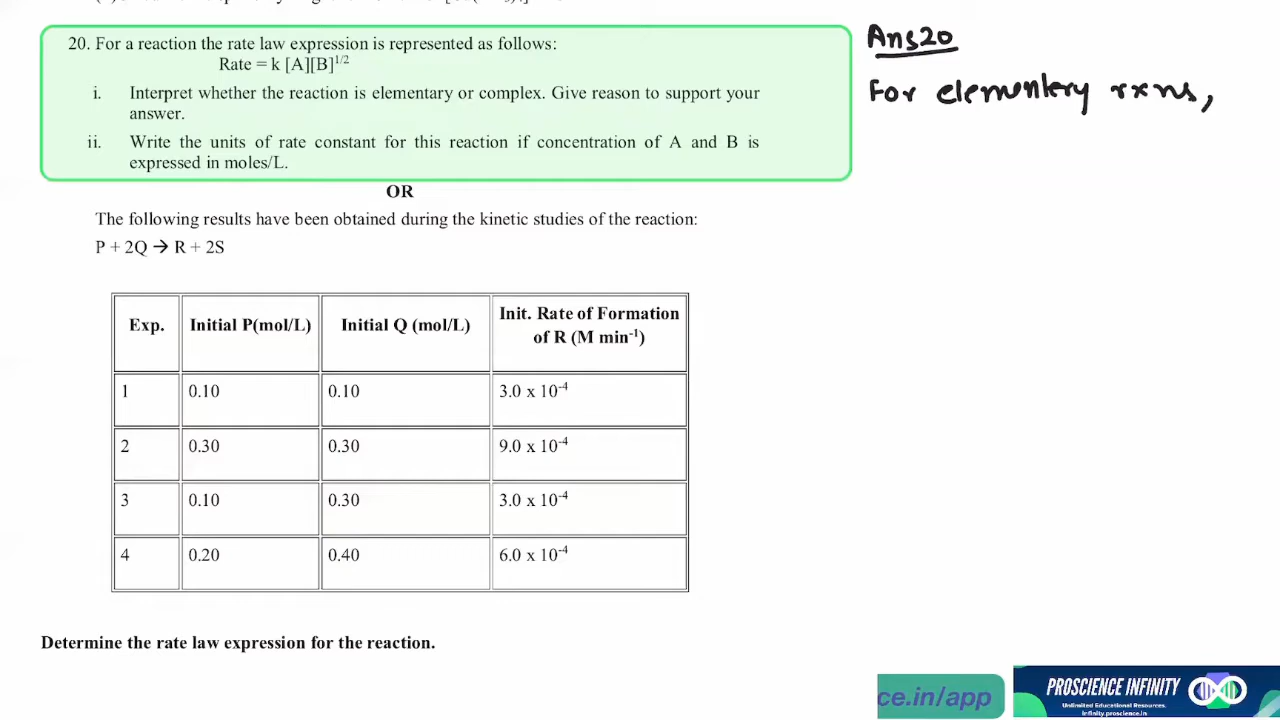 20. For a reaction the rate law expression is represented as follows:
Rate = k [A][B]1/2
i. Interpret whether the reaction is elementary or complex. Give reason to support your
answer.
ii. Write the units of rate constant for this reaction if concentration of A and B is
expressed in moles/L.
OR
The following results have been obtained during the kinetic studies of the reaction:
P + 2Q → R + 2S
Exp. Initial P(mol/L) Initial Q (mol/L) Init. Rate of Formation
of R (M min-1)
1 0.10 0.10 3.0 x 10-4
2 0.30 0.30 9.0 x 10-4
3 0.10 0.30 3.0 x 10-4
4 0.20 0.40 6.0 x 10-4
Determine the rate law expression for the reaction.
Ans20
For elementary rxns,
ce.in/app
PROSCIENCE INFINITY
Unlimited Educational Resources.
infinity.proscience.in